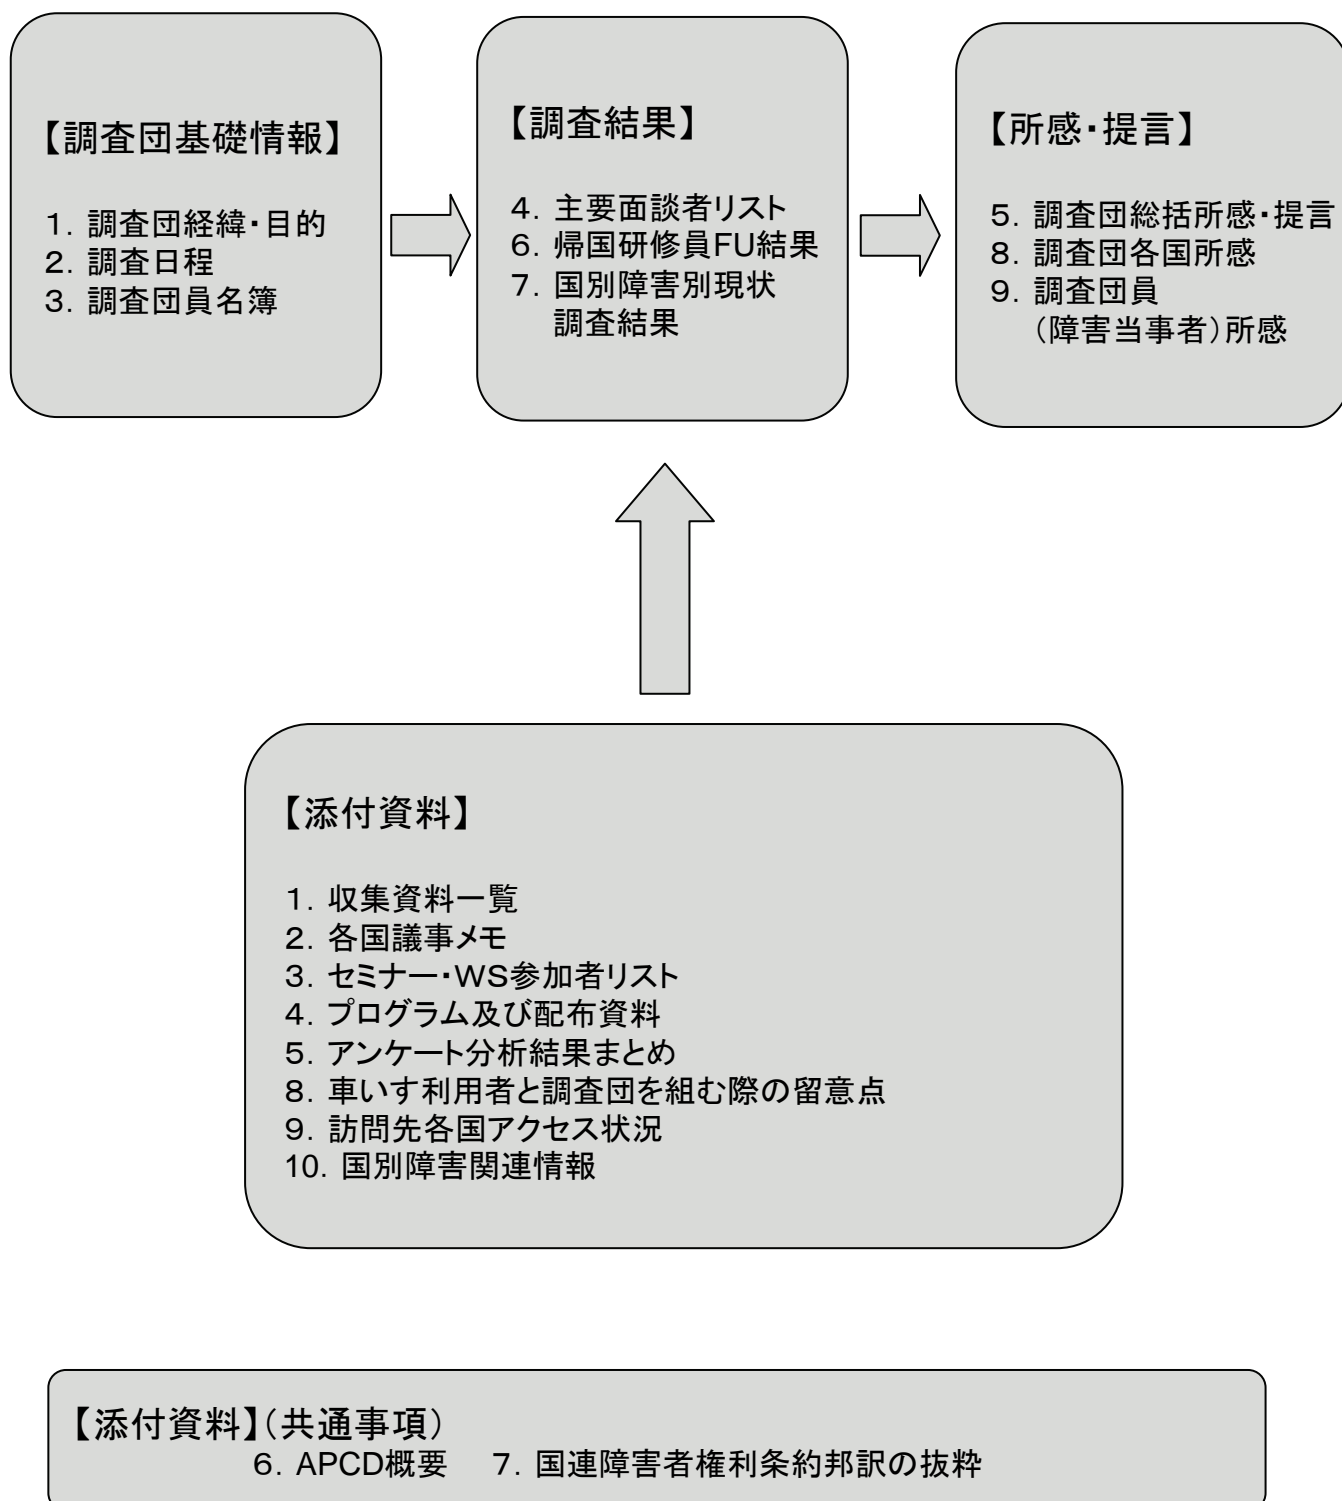 【調査団基礎情報】
1. 調査団経緯・目的
2. 調査日程
3. 調査団員名簿
【調査結果】
4. 主要面談者リスト
6. 帰国研修員FU結果
7. 国別障害別現状
調査結果
【所感・提言】
5. 調査団総括所感・提言
8. 調査団各国所感
9. 調査団員
(障害当事者)所感
【添付資料】
1. 収集資料一覧
2. 各国議事メモ
3. セミナー・WS参加者リスト
4. プログラム及び配布資料
5. アンケート分析結果まとめ
8. 車いす利用者と調査団を組む際の留意点
9. 訪問先各国アクセス状況
10. 国別障害関連情報
【添付資料】(共通事項)
6. APCD概要 7. 国連障害者権利条約邦訳の抜粋